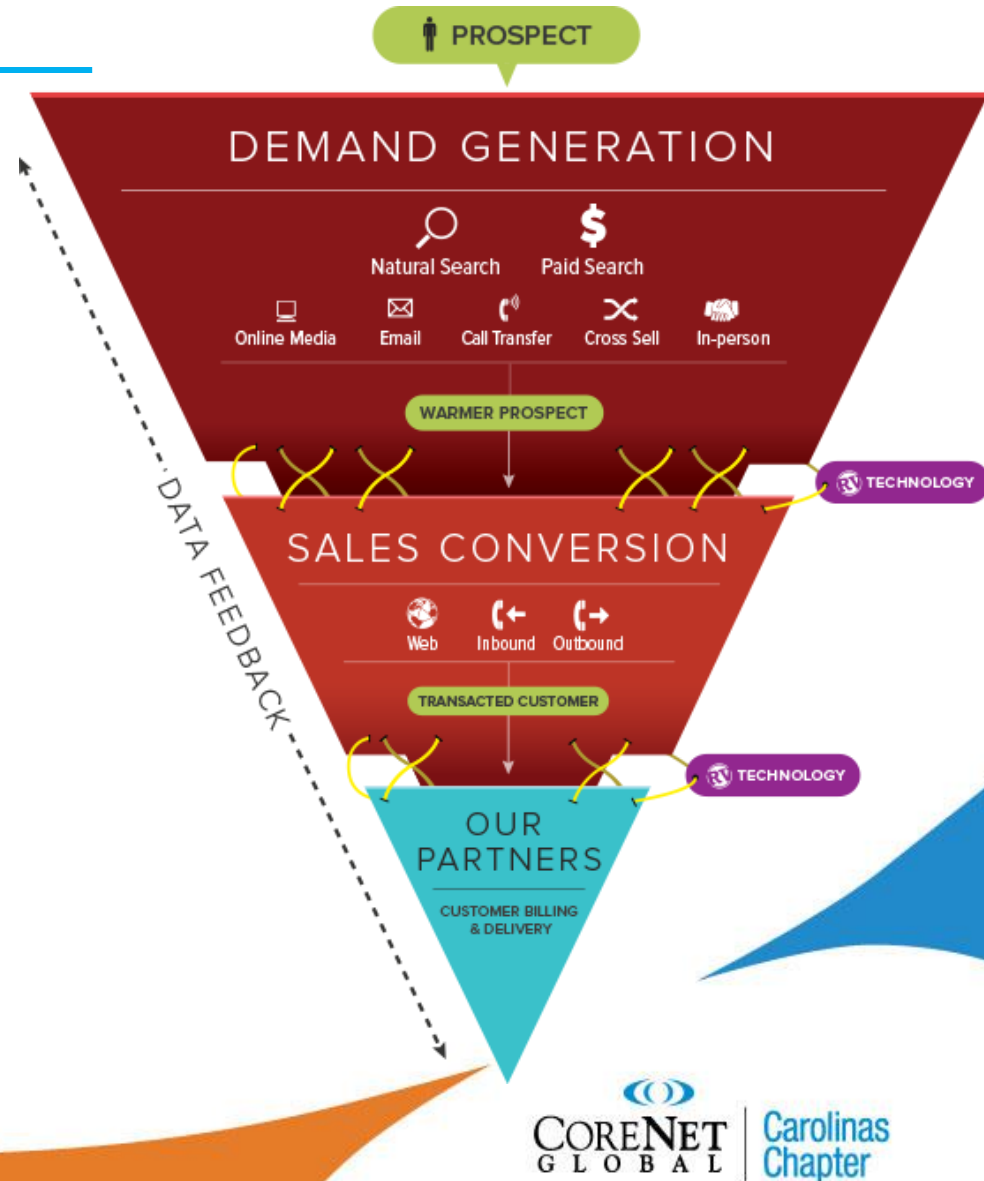 PROSPECT
DEMAND GENERATION
Natural Search
Paid Search
Online Media
Email
Call Transfer
Cross Sell
In-person
WARMER PROSPECT
RV TECHNOLOGY
DATA FEEDBACK
SALES CONVERSION
Web
Inbound
Outbound
TRANSACTED CUSTOMER
RV TECHNOLOGY
OUR
PARTNERS
CUSTOMER BILLING
& DELIVERY
CORENET
GLOBAL
Carolinas
Chapter